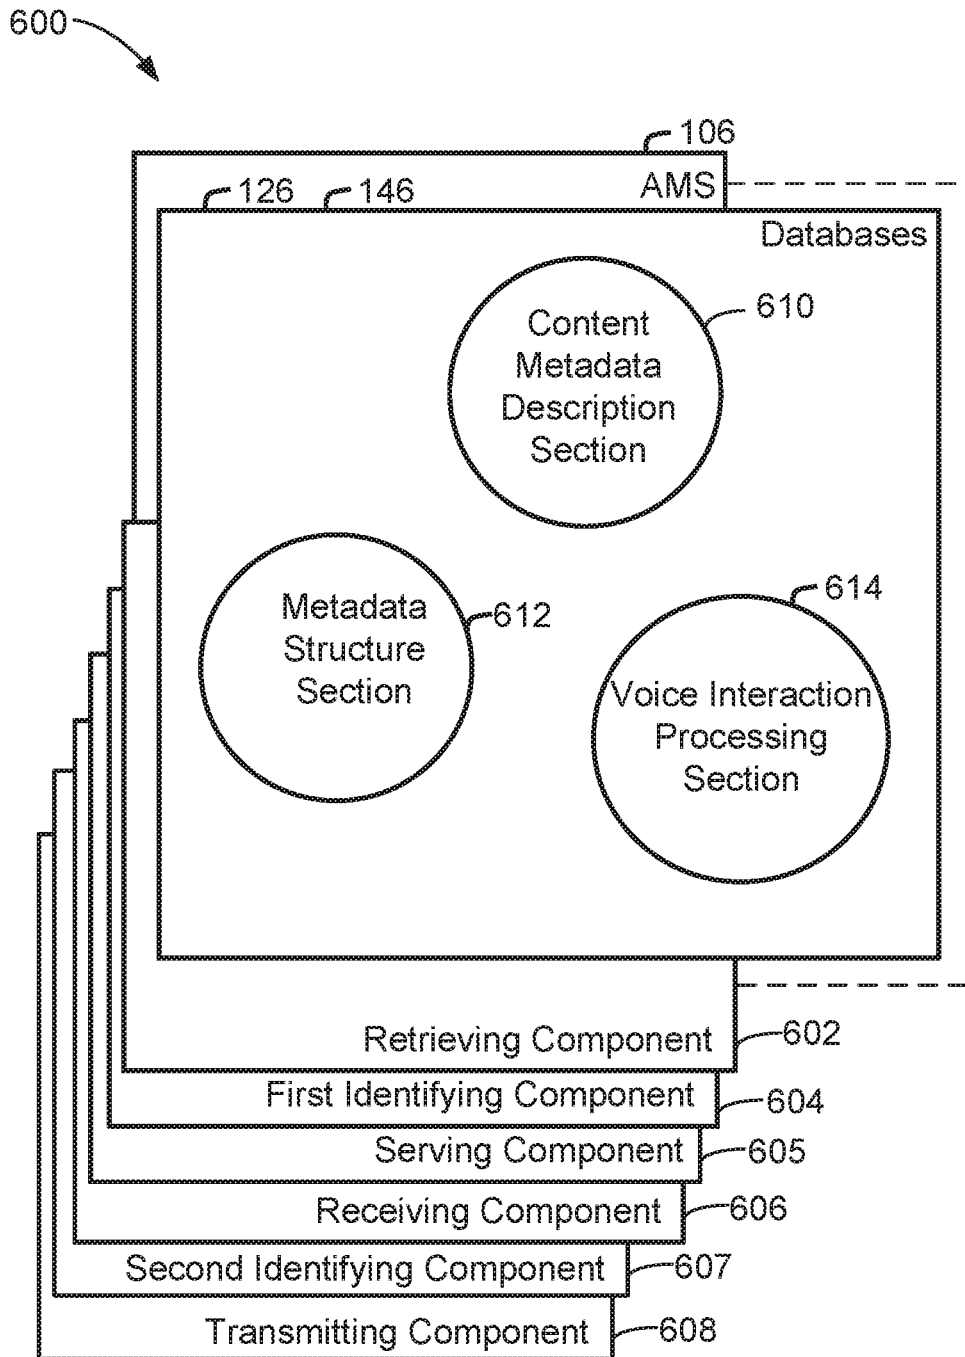 600
106
AMS
126
146
Databases
Content
Metadada
Description
Section
610
Metadata
Structure
Section
612
614
Voice Interaction
Processing
Section
Retrieving Component
602
First Identifying Component
604
Serving Component
605
Receiving Component
606
Second Identifying Component
607
Transmitting Component
608